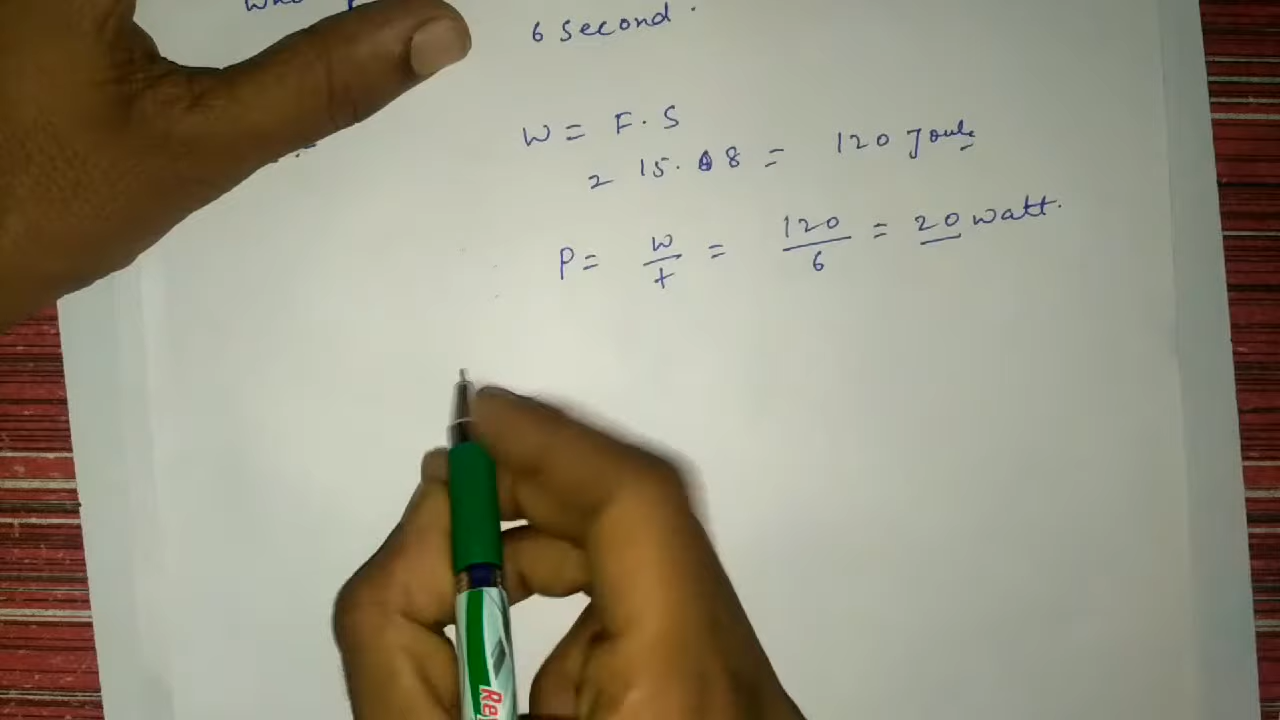 6 second.
W = F. S
= 15. 8 = 120 Joule
P = W/t = 120/6 = 20 watt.